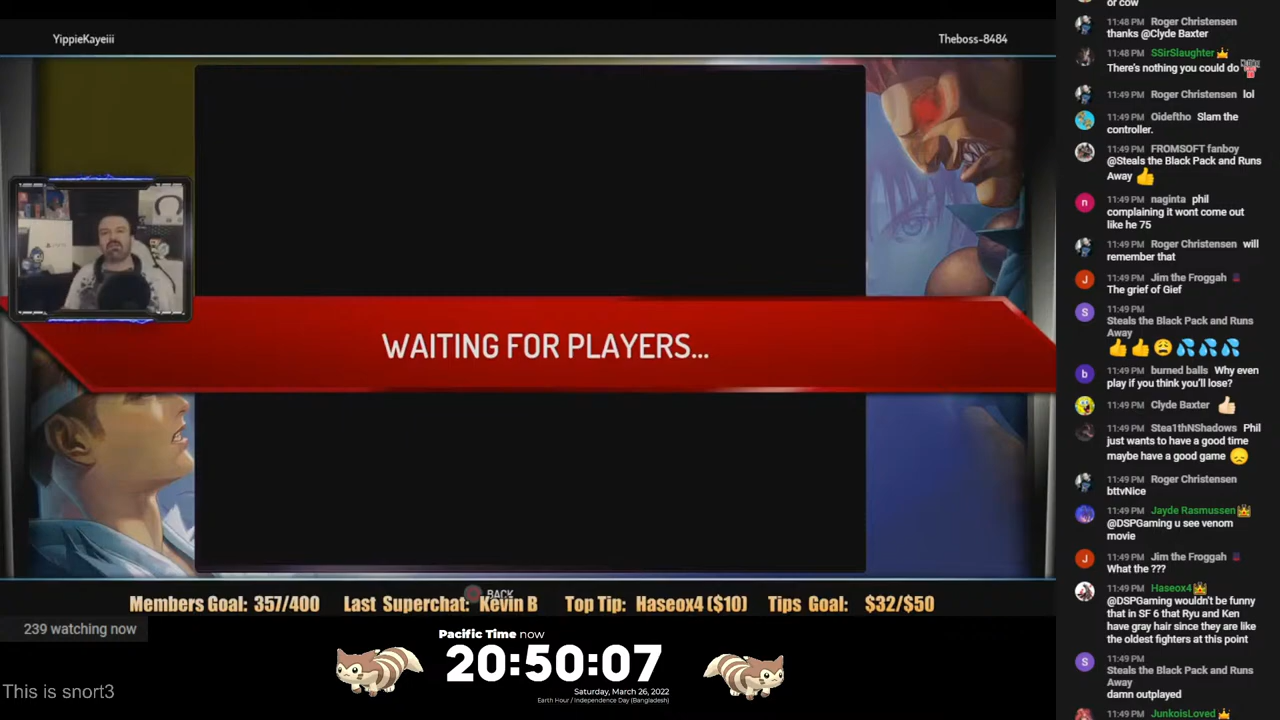 YippieKayeiii
Theboss-8484
WAITING FOR PLAYERS...
BACK
Members Goal: 357/400
Last Superchat: Kevin B
Top Tip: Haseox4 ($10)
Tips Goal: $32/$50
239 watching now
Pacific Time now
20:50:07
Saturday, March 26, 2022
Earth Hour / Independence Day (Bangladesh)
This is snort3
or cow
11:48 PM Roger Christensen
thanks @Clyde Baxter
11:48 PM SSirSlaughter
There's nothing you could do
11:49 PM Roger Christensen lol
11:49 PM Oideftho Slam the
controller.
11:49 PM FROMSOFT fanboy
@Steals the Black Pack and Runs
Away 👍
11:49 PM naginta phil
complaining it wont come out
like he 75
11:49 PM Roger Christensen will
remember that
11:49 PM Jim the Froggah
The grief of Gief
11:49 PM
Steals the Black Pack and Runs
Away
👍👍😩💦💦💦
11:49 PM burned balls Why even
play if you think you'll lose?
11:49 PM Clyde Baxter 👍🏻
11:49 PM Stea1thNShadows Phil
just wants to have a good time
maybe have a good game 😞
11:49 PM Roger Christensen
bttvNice
11:49 PM Jayde Rasmussen
@DSPGaming u see venom
movie
11:49 PM Jim the Froggah
What the ???
11:49 PM Haseox4
@DSPGaming wouldn't be funny
that in SF 6 that Ryu and Ken
have gray hair since they are like
the oldest fighters at this point
11:49 PM
Steals the Black Pack and Runs
Away
damn outplayed
11:49 PM JunkoisLoved